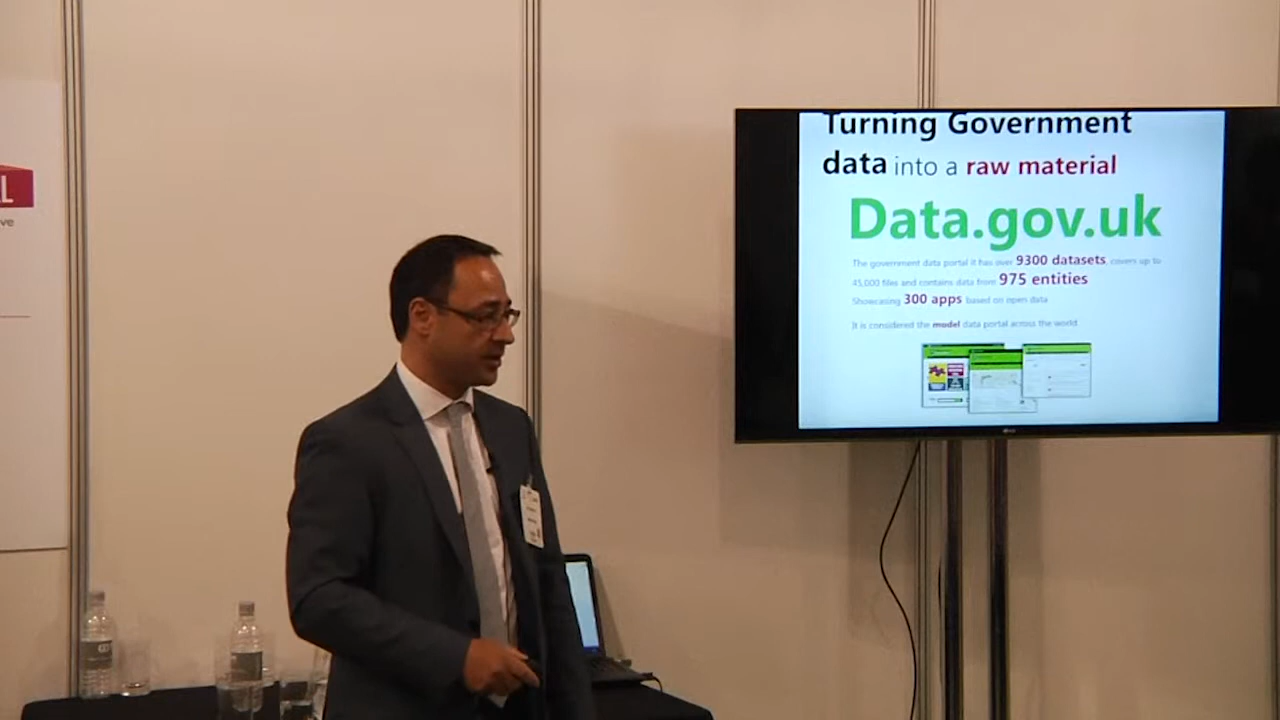 L
ve
Turning Government
data into a raw material
Data.gov.uk
The government data portal it has over 9300 datasets, covers up to
45,000 files and contains data from 975 entities
Showcasing 300 apps based on open data
It is considered the model data portal across the world
LG